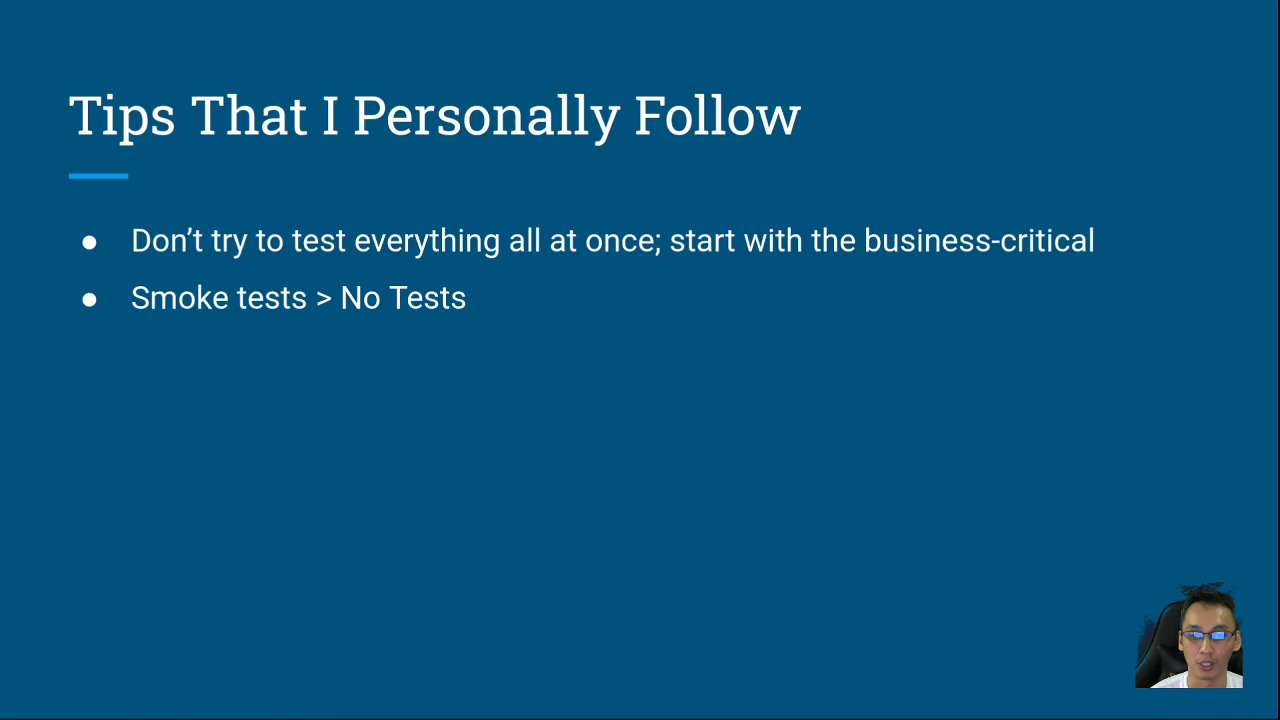 Tips That I Personally Follow
● Don’t try to test everything all at once; start with the business-critical
● Smoke tests > No Tests